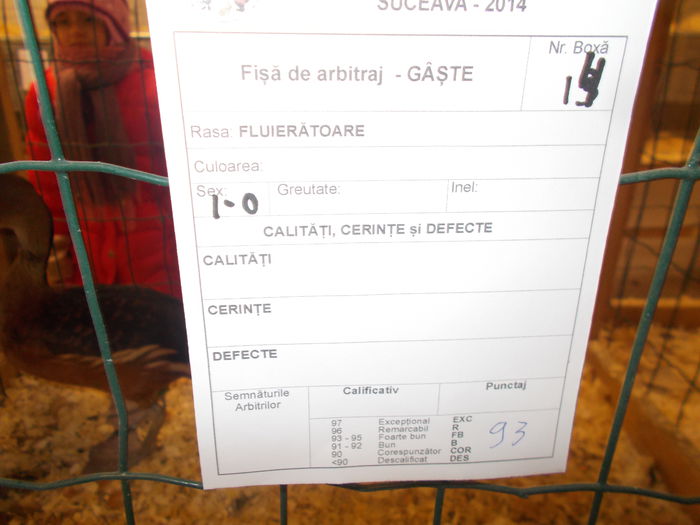 SUCEAVA - 2014
Fișă de arbitraj - GÂȘTE
Nr. Boxă
Rasa: FLUIERĂTOARE
Culoarea:
Sex: Greutate: Inel:
1-0
CALITĂȚI, CERINȚE și DEFECTE
CALITĂȚI
CERINȚE
DEFECTE
Semnăturile Arbitrilor
Calificativ
Punctaj
97 Excepțional EXC
96 Remarcabil R
93 - 95 Foarte bun FB
91 - 92 Bun B
90 Corespunzător COR
<90 Descalificat DES
93